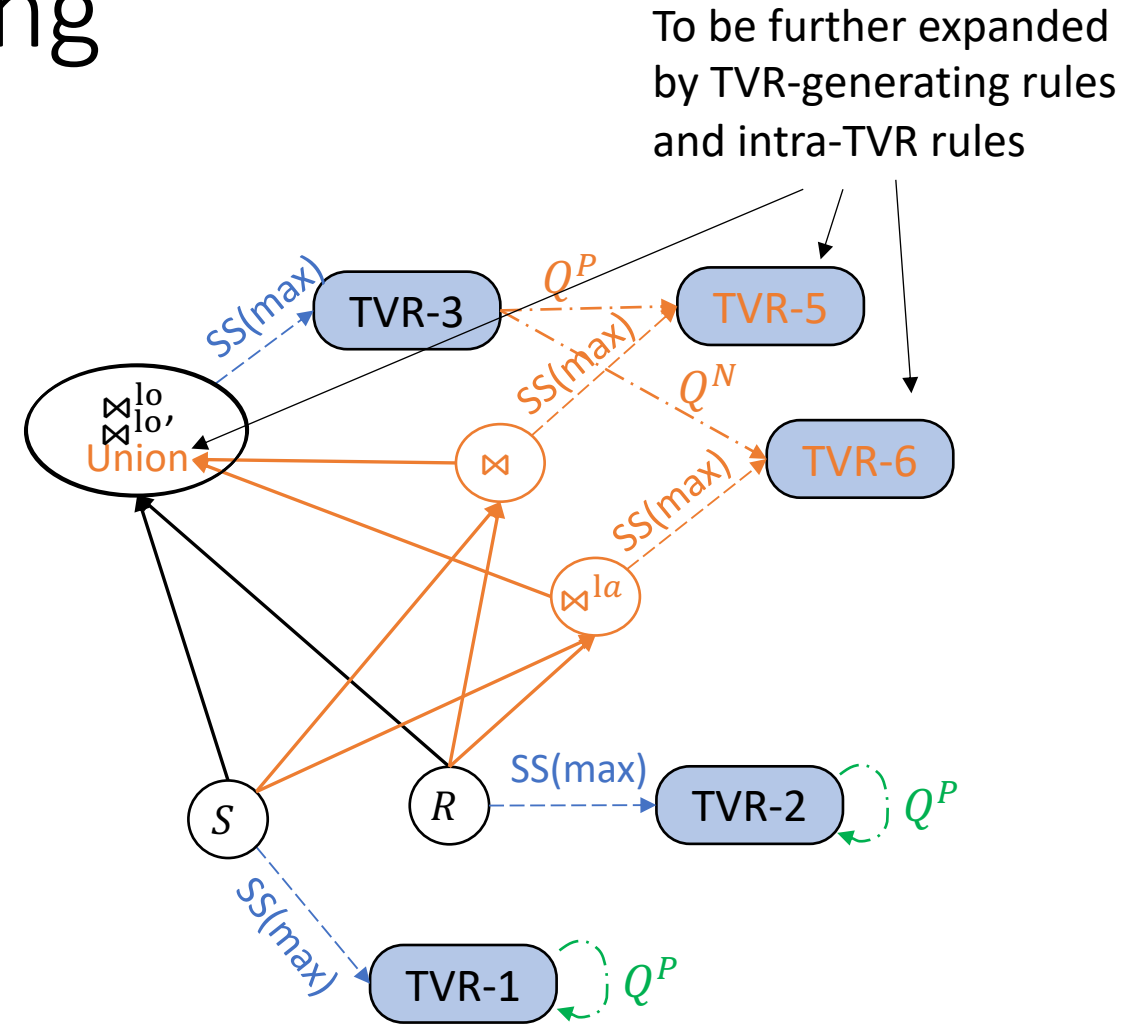 ng
To be further expanded
by TVR-generating rules
and intra-TVR rules
SS(max)
TVR-3
Q^P
TVR-5
SS(max)
Q^N
⋈^lo
⋈^lo,
Union
⋈
TVR-6
SS(max)
⋈^la
S
R
SS(max)
TVR-2
Q^P
SS(max)
TVR-1
Q^P